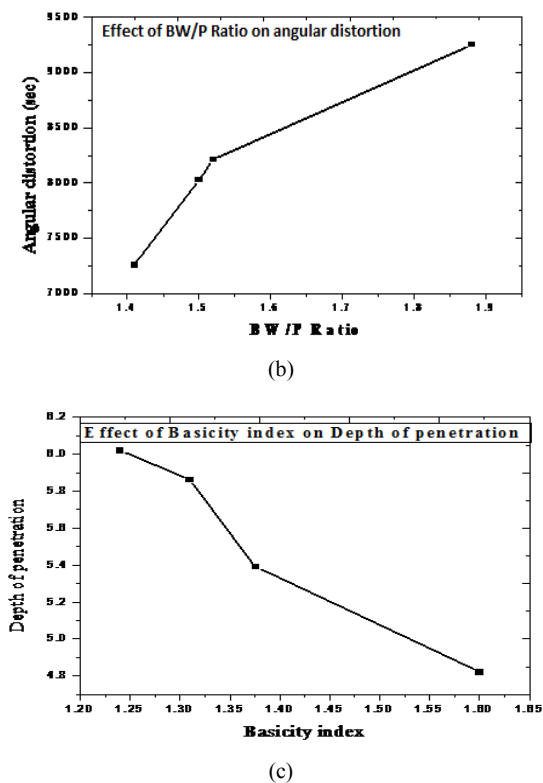 9500
Effect of BW/P Ratio on angular distortion
9000
8500
8000
7500
7000
Angular distortion (sec)
1.4 1.5 1.6 1.7 1.8 1.9
BW/P Ratio
(b)
6.2
Effect of Basicity index on Depth of penetration
6.0
5.8
5.6
5.4
5.2
5.0
4.8
Depth of penetration
1.20 1.25 1.30 1.35 1.40 1.45 1.50 1.55 1.60 1.65
Basicity index
(c)